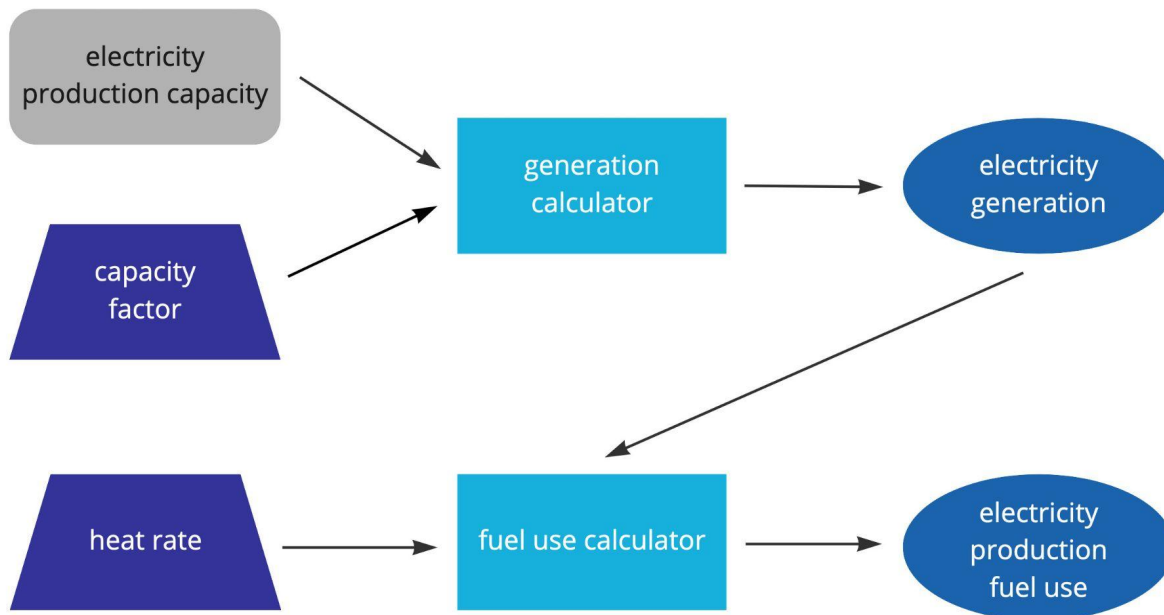 electricity
production capacity
generation
calculator
electricity
generation
capacity
factor
heat rate
fuel use calculator
electricity
production
fuel use